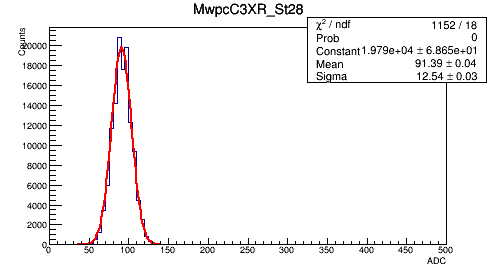 MwpcC3XR_St28
χ² / ndf 1152 / 18
Prob 0
Constant 1.979e+04 ± 6.865e+01
Mean 91.39 ± 0.04
Sigma 12.54 ± 0.03
Counts
20000
18000
16000
14000
12000
10000
8000
6000
4000
2000
0
0 50 100 150 200 250 300 350 400 450 500
ADC